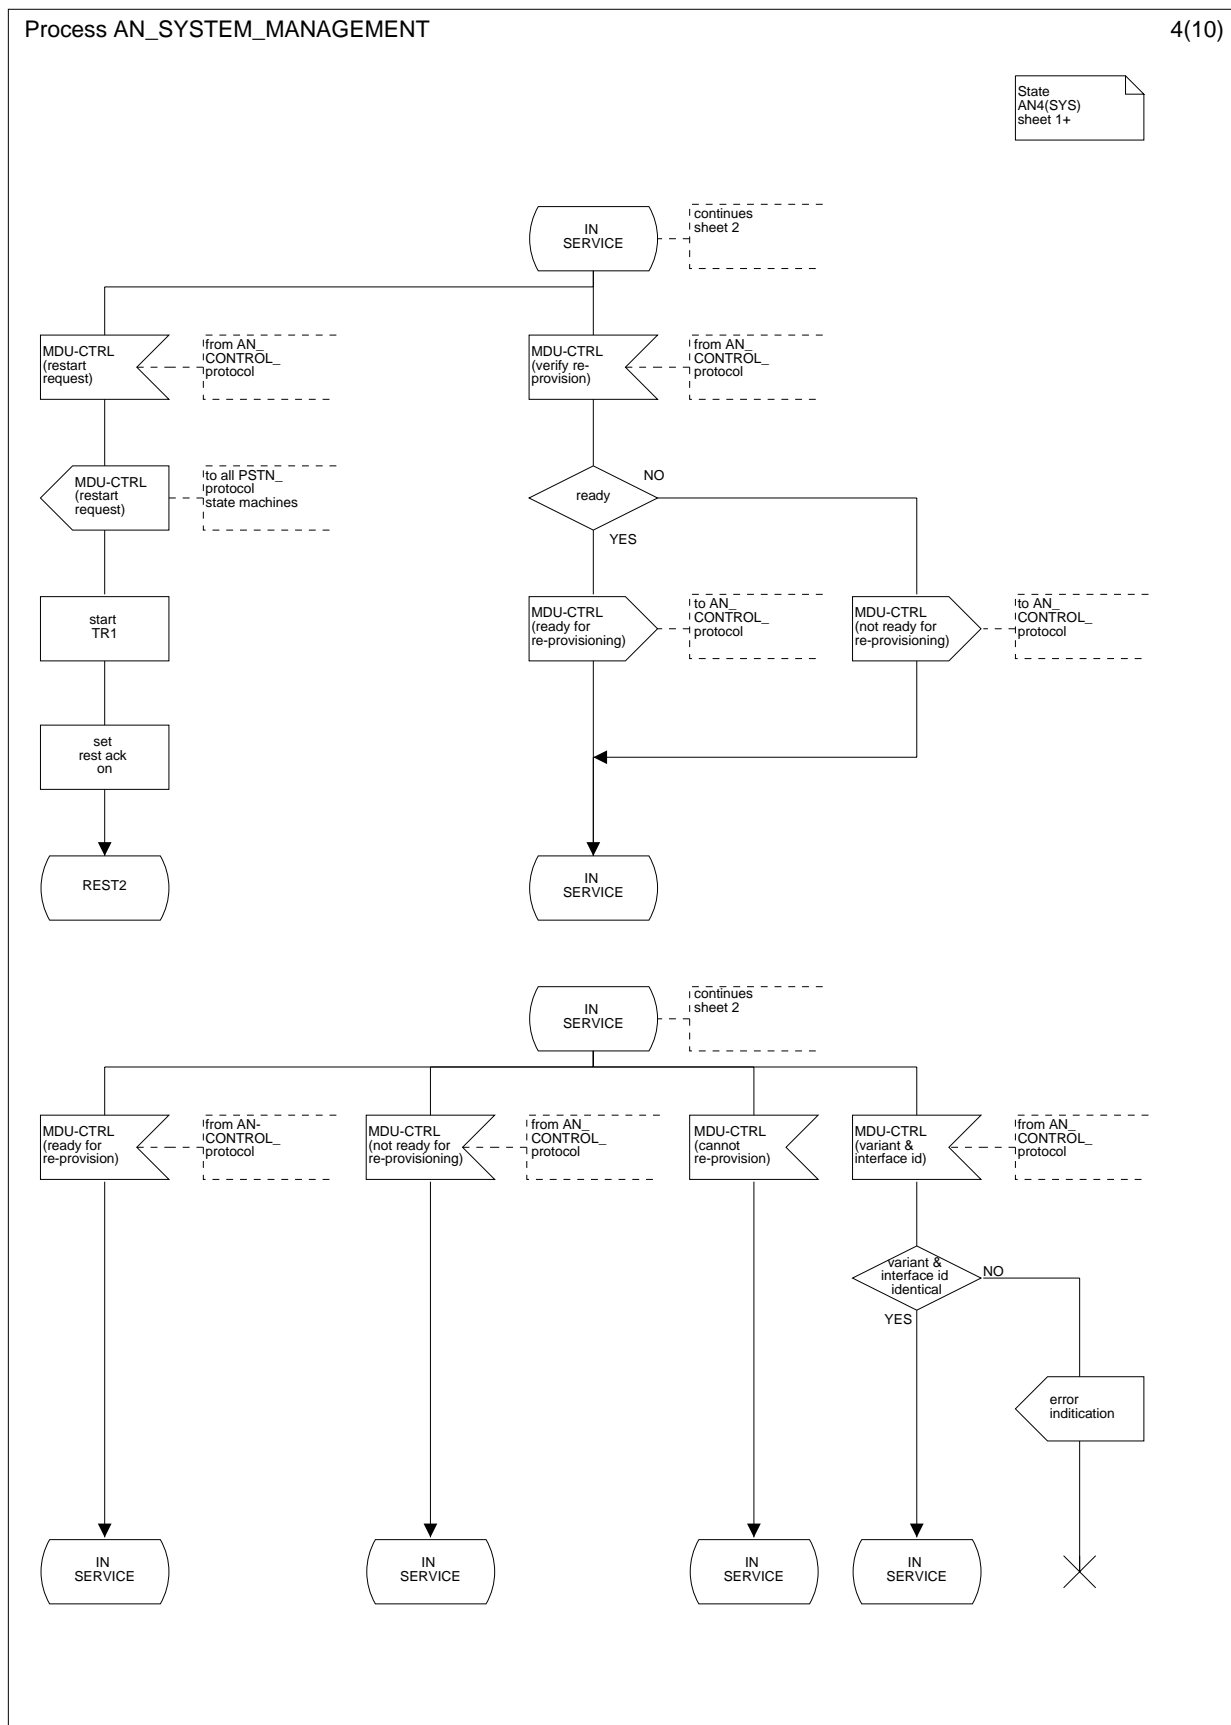 Process AN_SYSTEM_MANAGEMENT
4(10)
State
AN4(SYS)
sheet 1+
IN
SERVICE
continues
sheet 2
MDU-CTRL
(restart
request)
from AN_
CONTROL_
protocol
MDU-CTRL
(verify re-
provision)
from AN_
CONTROL_
protocol
MDU-CTRL
(restart
request)
to all PSTN_
protocol
state machines
ready
NO
YES
start
TR1
MDU-CTRL
(ready for
re-provisioning)
to AN_
CONTROL_
protocol
MDU-CTRL
(not ready for
re-provisioning)
to AN_
CONTROL_
protocol
set
rest ack
on
REST2
IN
SERVICE
IN
SERVICE
continues
sheet 2
MDU-CTRL
(ready for
re-provision)
from AN-
CONTROL_
protocol
MDU-CTRL
(not ready for
re-provisioning)
from AN_
CONTROL_
protocol
MDU-CTRL
(cannot
re-provision)
MDU-CTRL
(variant &
interface id)
from AN_
CONTROL_
protocol
variant &
interface id
identical
NO
YES
error
inditication
IN
SERVICE
IN
SERVICE
IN
SERVICE
IN
SERVICE